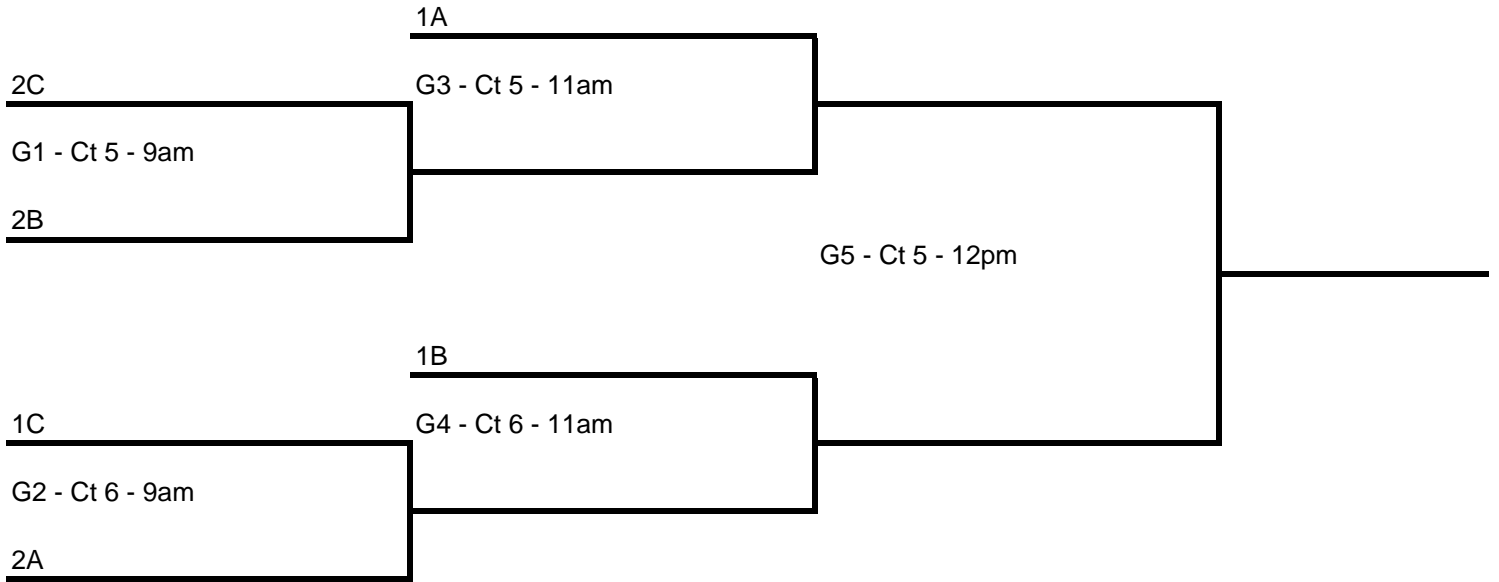 1A
2C
G3 - Ct 5 - 11am
G1 - Ct 5 - 9am
2B
G5 - Ct 5 - 12pm
1B
1C
G4 - Ct 6 - 11am
G2 - Ct 6 - 9am
2A